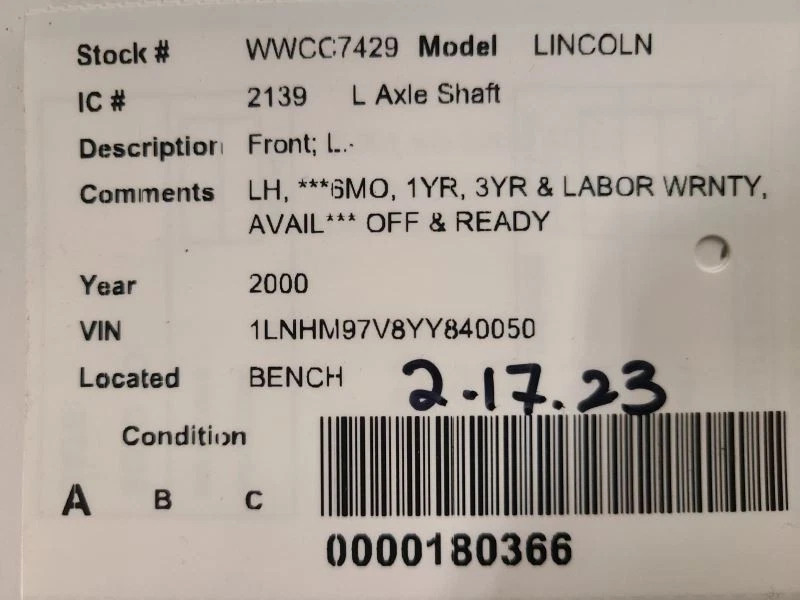 Stock # WWCC7429 Model LINCOLN
IC # 2139 L Axle Shaft
Description Front; L.
Comments LH, ***6MO, 1YR, 3YR & LABOR WRNTY,
AVAIL*** OFF & READY
Year 2000
VIN 1LNHM97V8YY840050
Located BENCH 2.17.23
Condition
A B C
0000180366